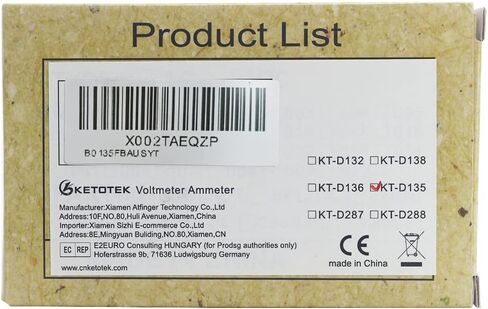 Product List
X002TAEQZP
B0 135FBAU SYT
KT-D132 KT-D138
KETOTEK Voltmeter Ammeter
KT-D136 KT-D135
Manufacturer:Xiamen Atfinger Technology Co.,Ltd
Address:10F,NO.80,Huli Avenue,Xiamen,China
KT-D287 KT-D288
Importer:Xiamen Sizhi E-commerce Co.,Ltd
Address:8E,Mingyuan Buliding,NO.80,Xiamen,CN
EC REP E2EURO Consulting HUNGARY (for Prodsg authorities only)
Hoferstrasse 9b, 71636 Ludwigsburg Germany
CE
www.cnketotek.com
made in China